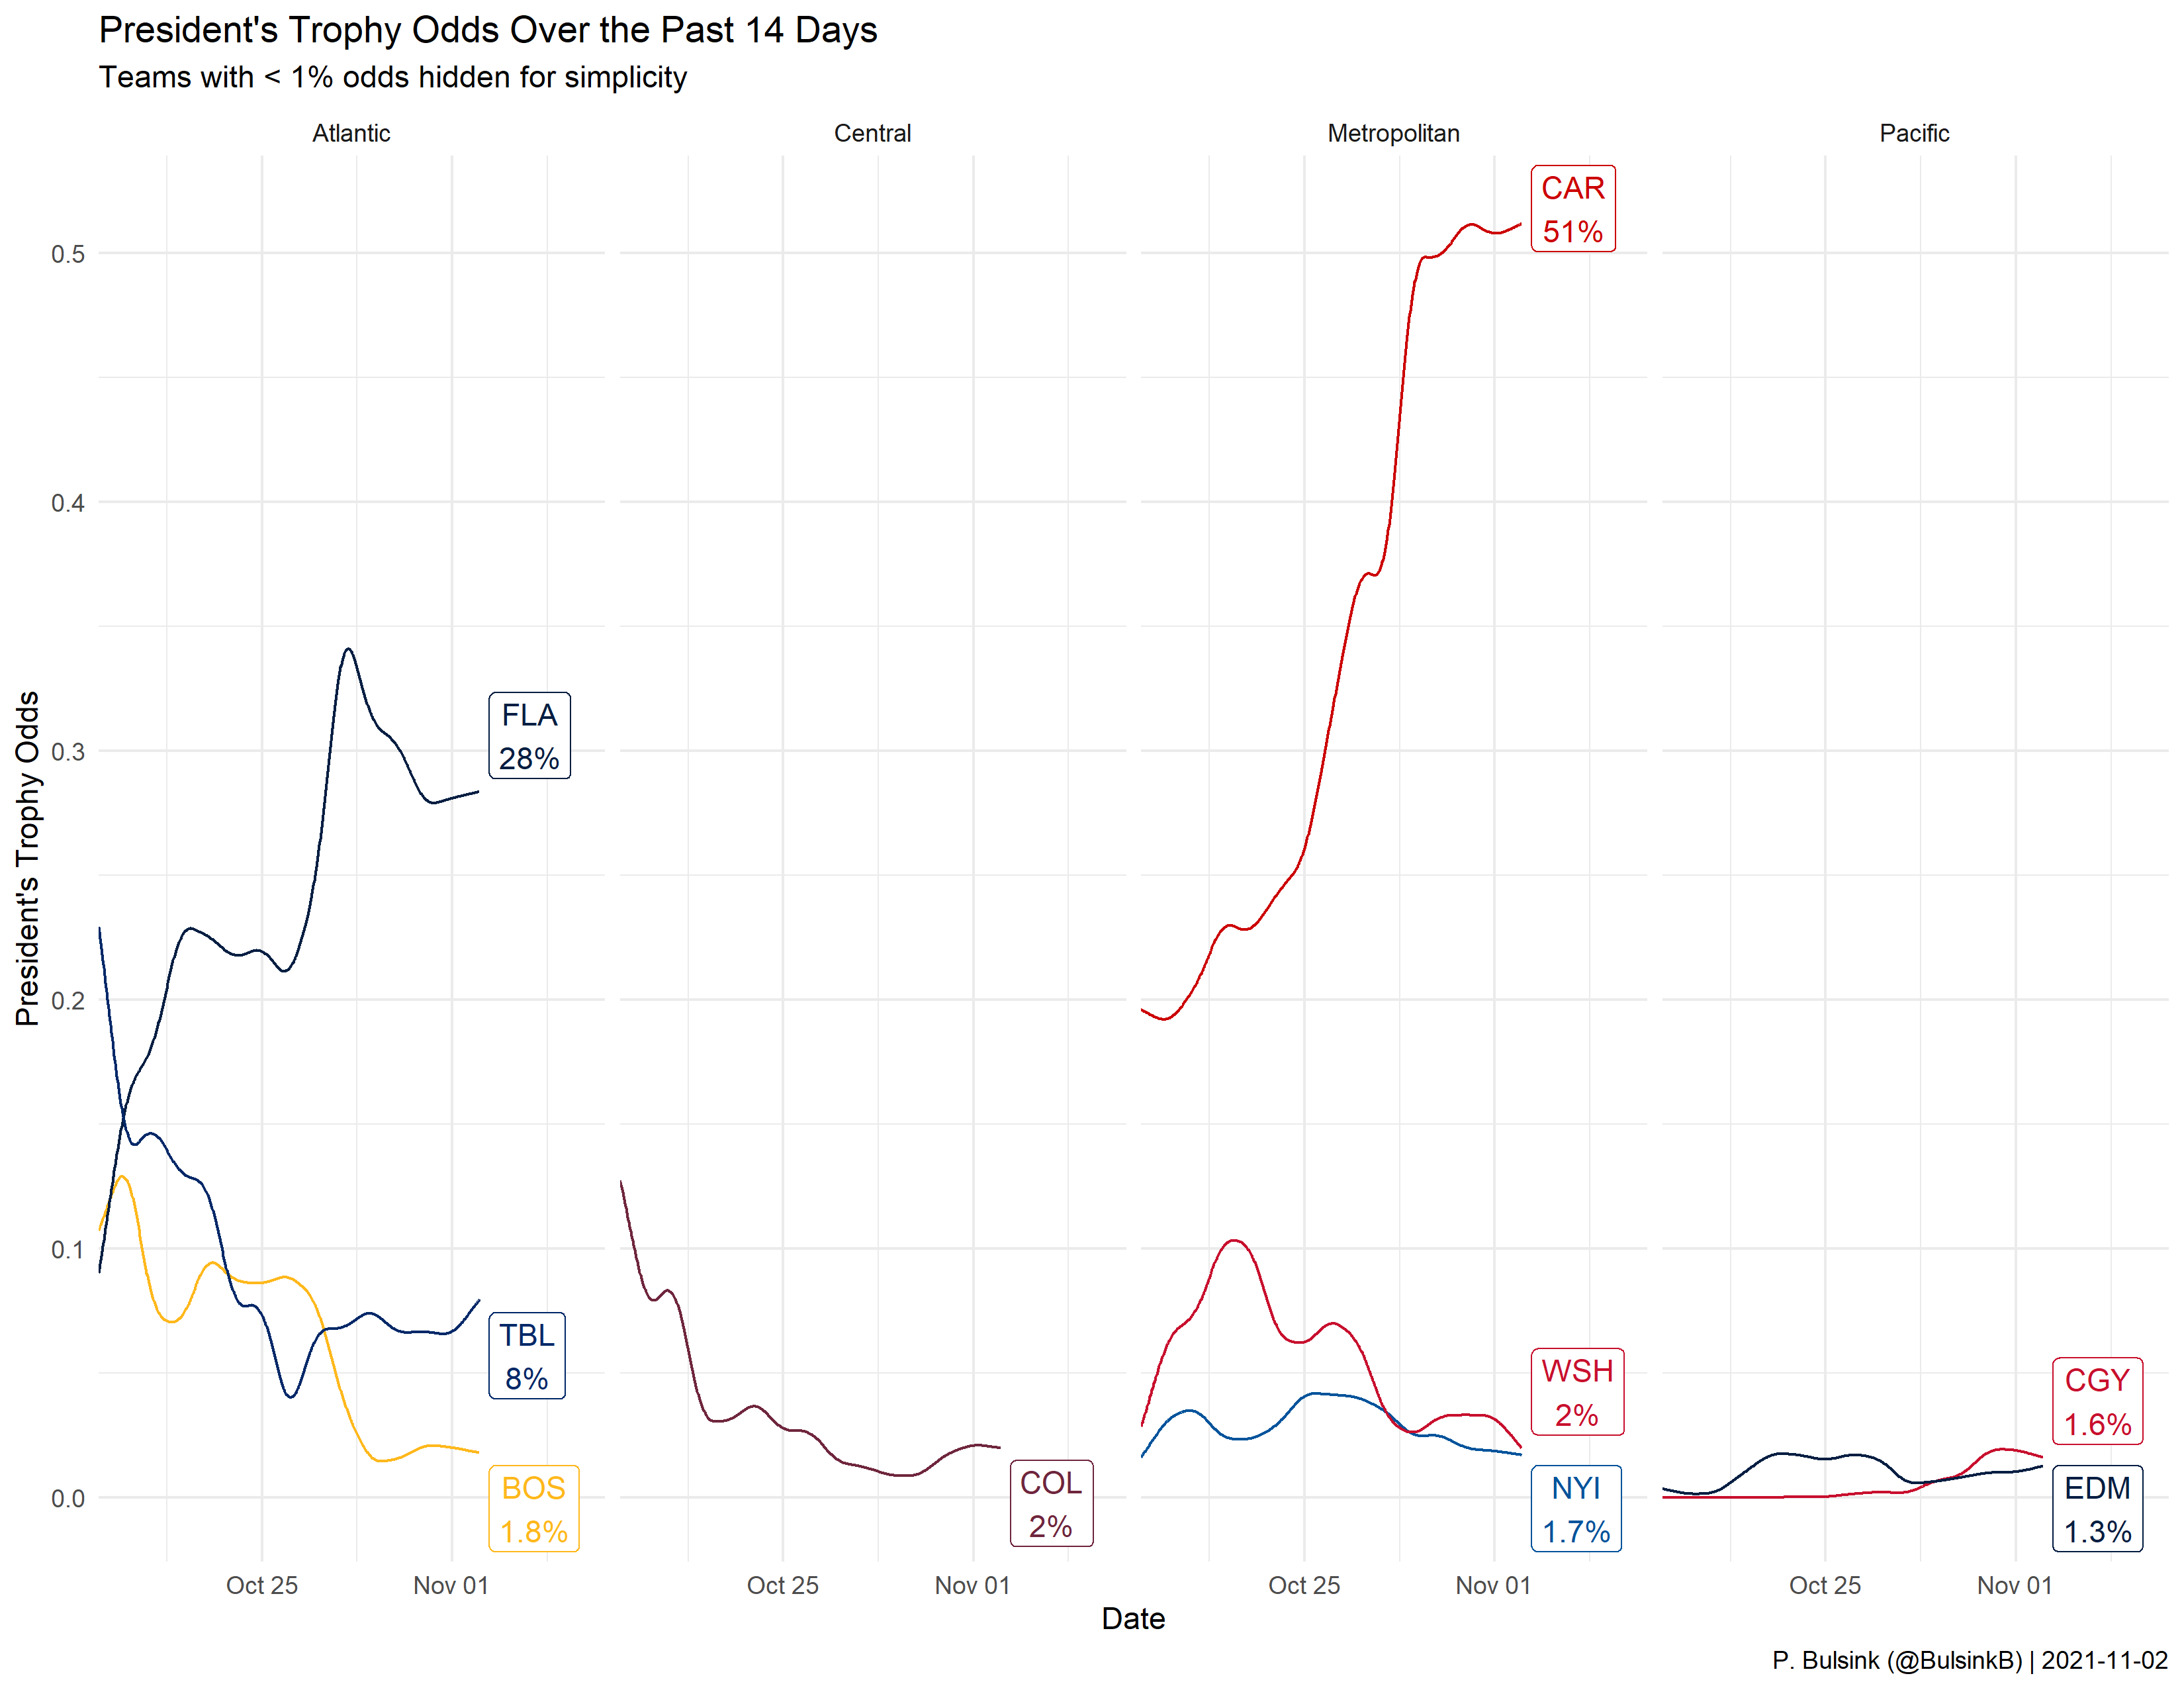 President's Trophy Odds Over the Past 14 Days
Teams with < 1% odds hidden for simplicity
Atlantic
Central
Metropolitan
Pacific
President's Trophy Odds
0.5
0.4
0.3
0.2
0.1
0.0
FLA
28%
TBL
8%
BOS
1.8%
COL
2%
CAR
51%
WSH
2%
NYI
1.7%
CGY
1.6%
EDM
1.3%
Oct 25
Nov 01
Oct 25
Nov 01
Oct 25
Nov 01
Oct 25
Nov 01
Date
P. Bulsink (@BulsinkB) | 2021-11-02